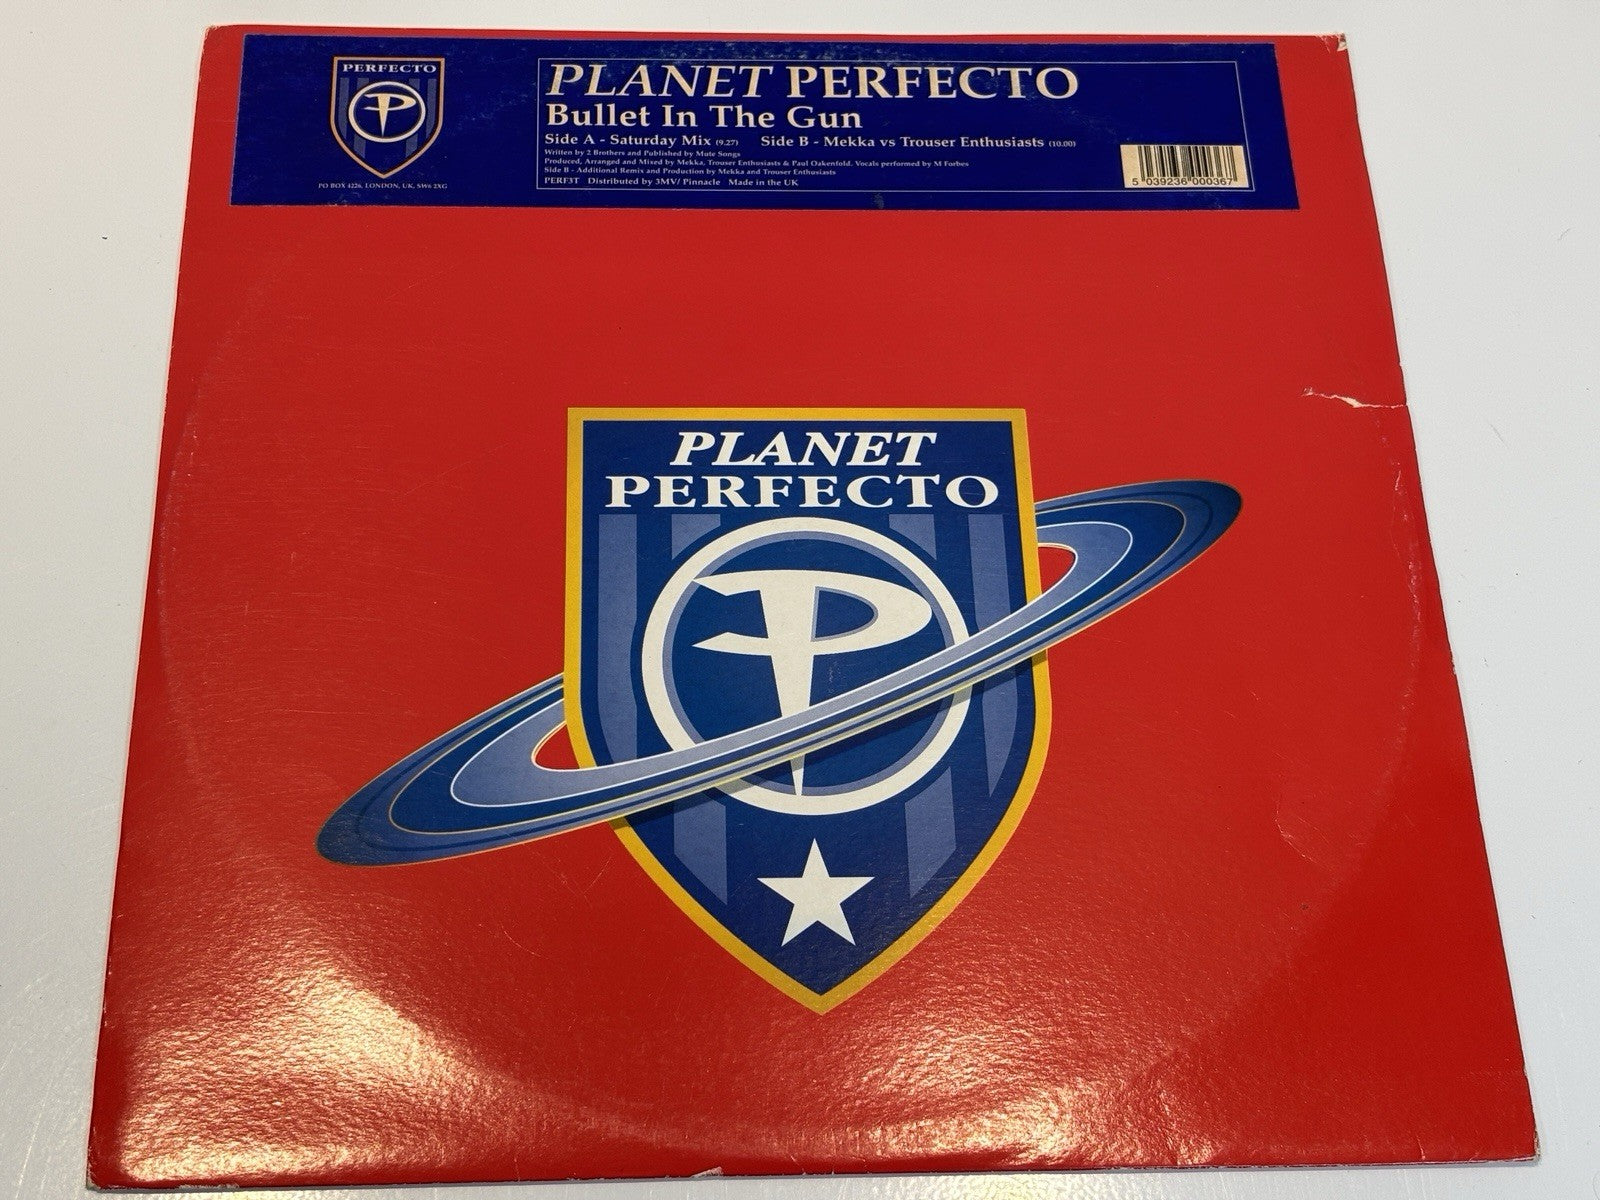 PERFECTO
P
PO BOX 4226, LONDON, UK, SW6 2XG
PLANET PERFECTO
Bullet In The Gun
Side A - Saturday Mix (9.27) Side B - Mekka vs Trouser Enthusiasts (10.00)
Written by 2 Brothers and Published by Mute Songs
Produced, Arranged and Mixed by Mekka, Trouser Enthusiasts & Paul Oakenfold. Vocals performed by M Forbes
Side B - Additional Remix and Production by Mekka and Trouser Enthusiasts
PERF3T Distributed by 3MV/ Pinnacle Made in the UK
5 039236 000367
PLANET
PERFECTO
P